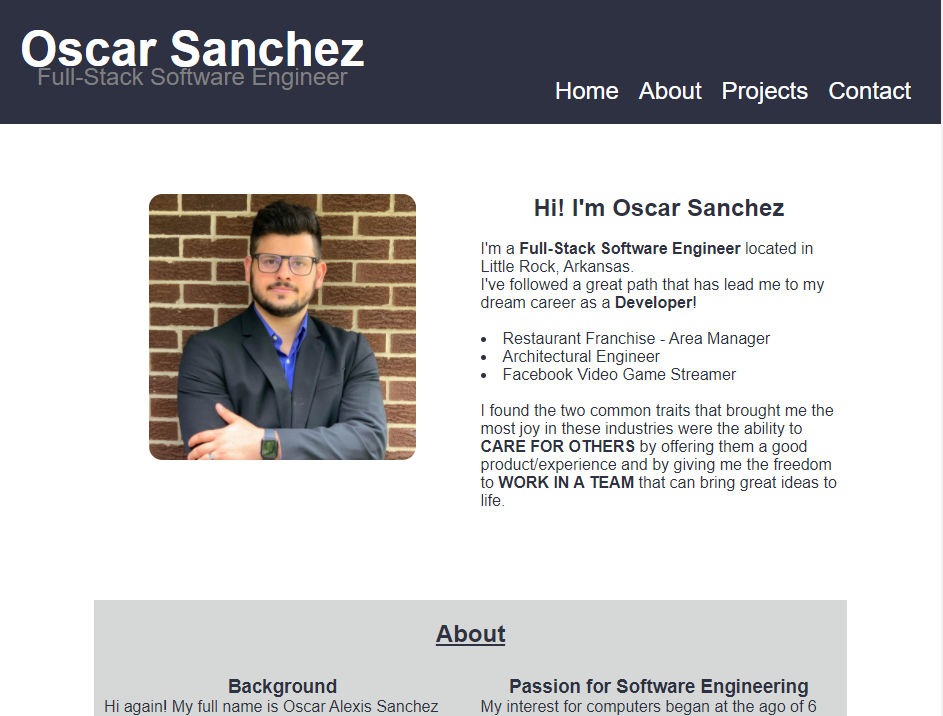 Oscar Sanchez
Full-Stack Software Engineer
Home About Projects Contact
Hi! I'm Oscar Sanchez
I'm a Full-Stack Software Engineer located in
Little Rock, Arkansas.
I've followed a great path that has lead me to my
dream career as a Developer!
• Restaurant Franchise - Area Manager
• Architectural Engineer
• Facebook Video Game Streamer
I found the two common traits that brought me the
most joy in these industries were the ability to
CARE FOR OTHERS by offering them a good
product/experience and by giving me the freedom
to WORK IN A TEAM that can bring great ideas to
life.
About
Background
Hi again! My full name is Oscar Alexis Sanchez
Passion for Software Engineering
My interest for computers began at the ago of 6